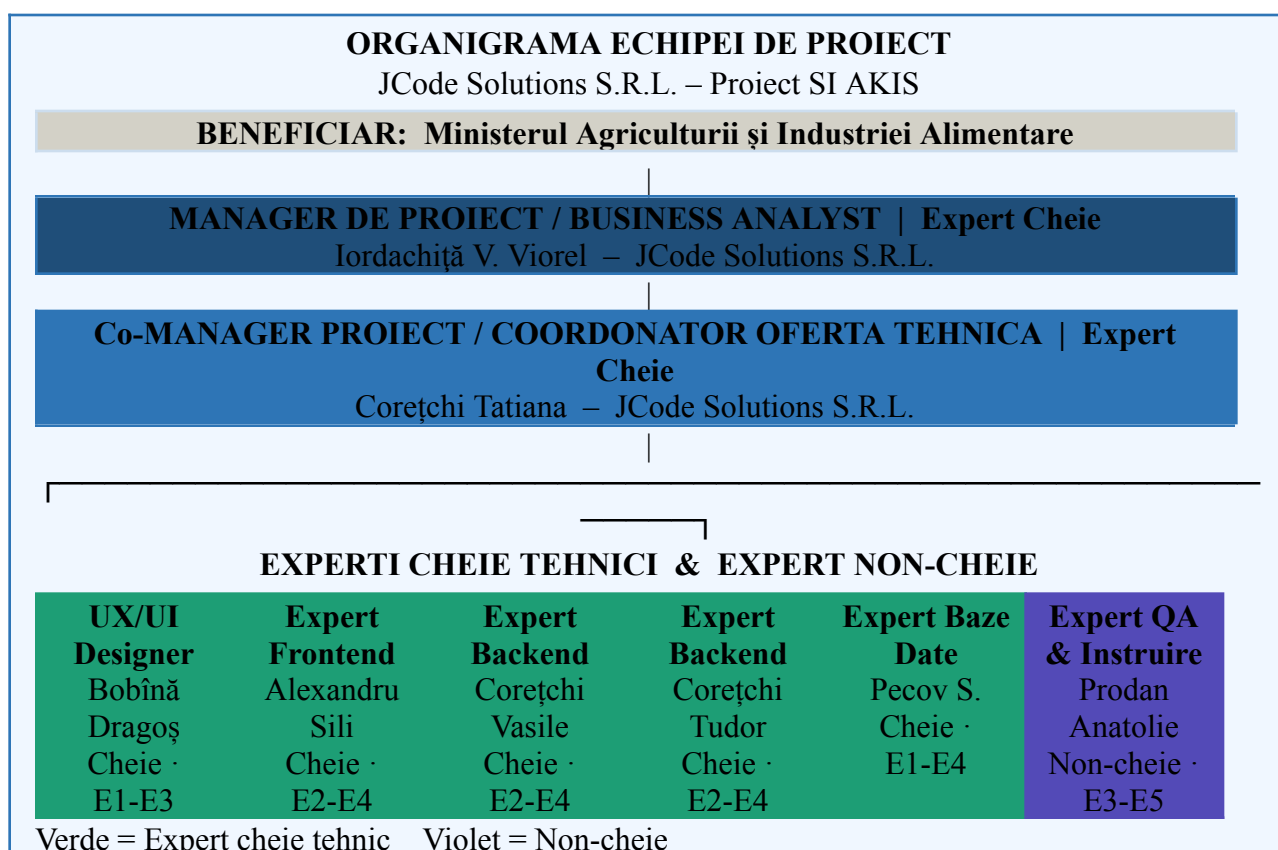 ORGANIGRAMA ECHIPEI DE PROIECT
JCode Solutions S.R.L. – Proiect SI AKIS
BENEFICIAR: Ministerul Agriculturii și Industriei Alimentare
MANAGER DE PROIECT / BUSINESS ANALYST | Expert Cheie
Iordachiță V. Viorel – JCode Solutions S.R.L.
Co-MANAGER PROIECT / COORDONATOR OFERTA TEHNICA | Expert
Cheie
Corețchi Tatiana – JCode Solutions S.R.L.
EXPERTI CHEIE TEHNICI & EXPERT NON-CHEIE
UX/UI
Designer
Bobînă
Dragoș
Cheie ·
E1-E3
Expert
Frontend
Alexandru
Sili
Cheie ·
E2-E4
Expert
Backend
Corețchi
Vasile
Cheie ·
E2-E4
Expert
Backend
Corețchi
Tudor
Cheie ·
E2-E4
Expert Baze
Date
Pecov S.
Cheie ·
E1-E4
Expert QA
& Instruire
Prodan
Anatolie
Non-cheie ·
E3-E5
Verde = Expert cheie tehnic Violet = Non-cheie